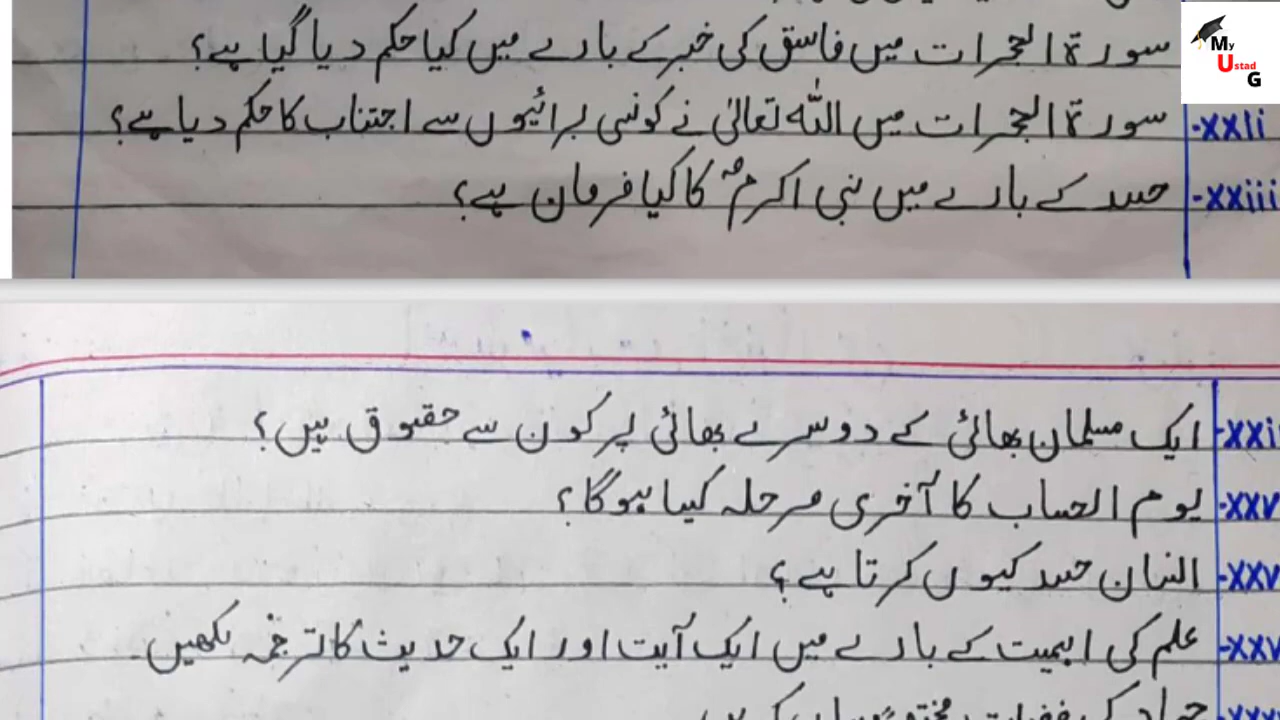 My
Ustad
G
سورۃ الحجرات میں فاسق کی خبر کے بارے میں کیا حکم دیا گیا ہے؟
-xxii سورۃ الحجرات میں اللہ تعالیٰ نے کونسی برائیوں سے اجتناب کا حکم دیا ہے؟
-xxiii حسد کے بارے میں نبی اکرمؐ کا کیا فرمان ہے؟
-xxi ایک مسلمان بھائی کے دوسرے بھائی پر کون سے حقوق ہیں؟
-xxv یوم الحساب کا آخری مرحلہ کیسا ہوگا؟
-xxv انسان حسد کیوں کرتا ہے؟
-xxv علم کی اہمیت کے بارے میں ایک آیت اور ایک حدیث کا ترجمہ لکھیں۔